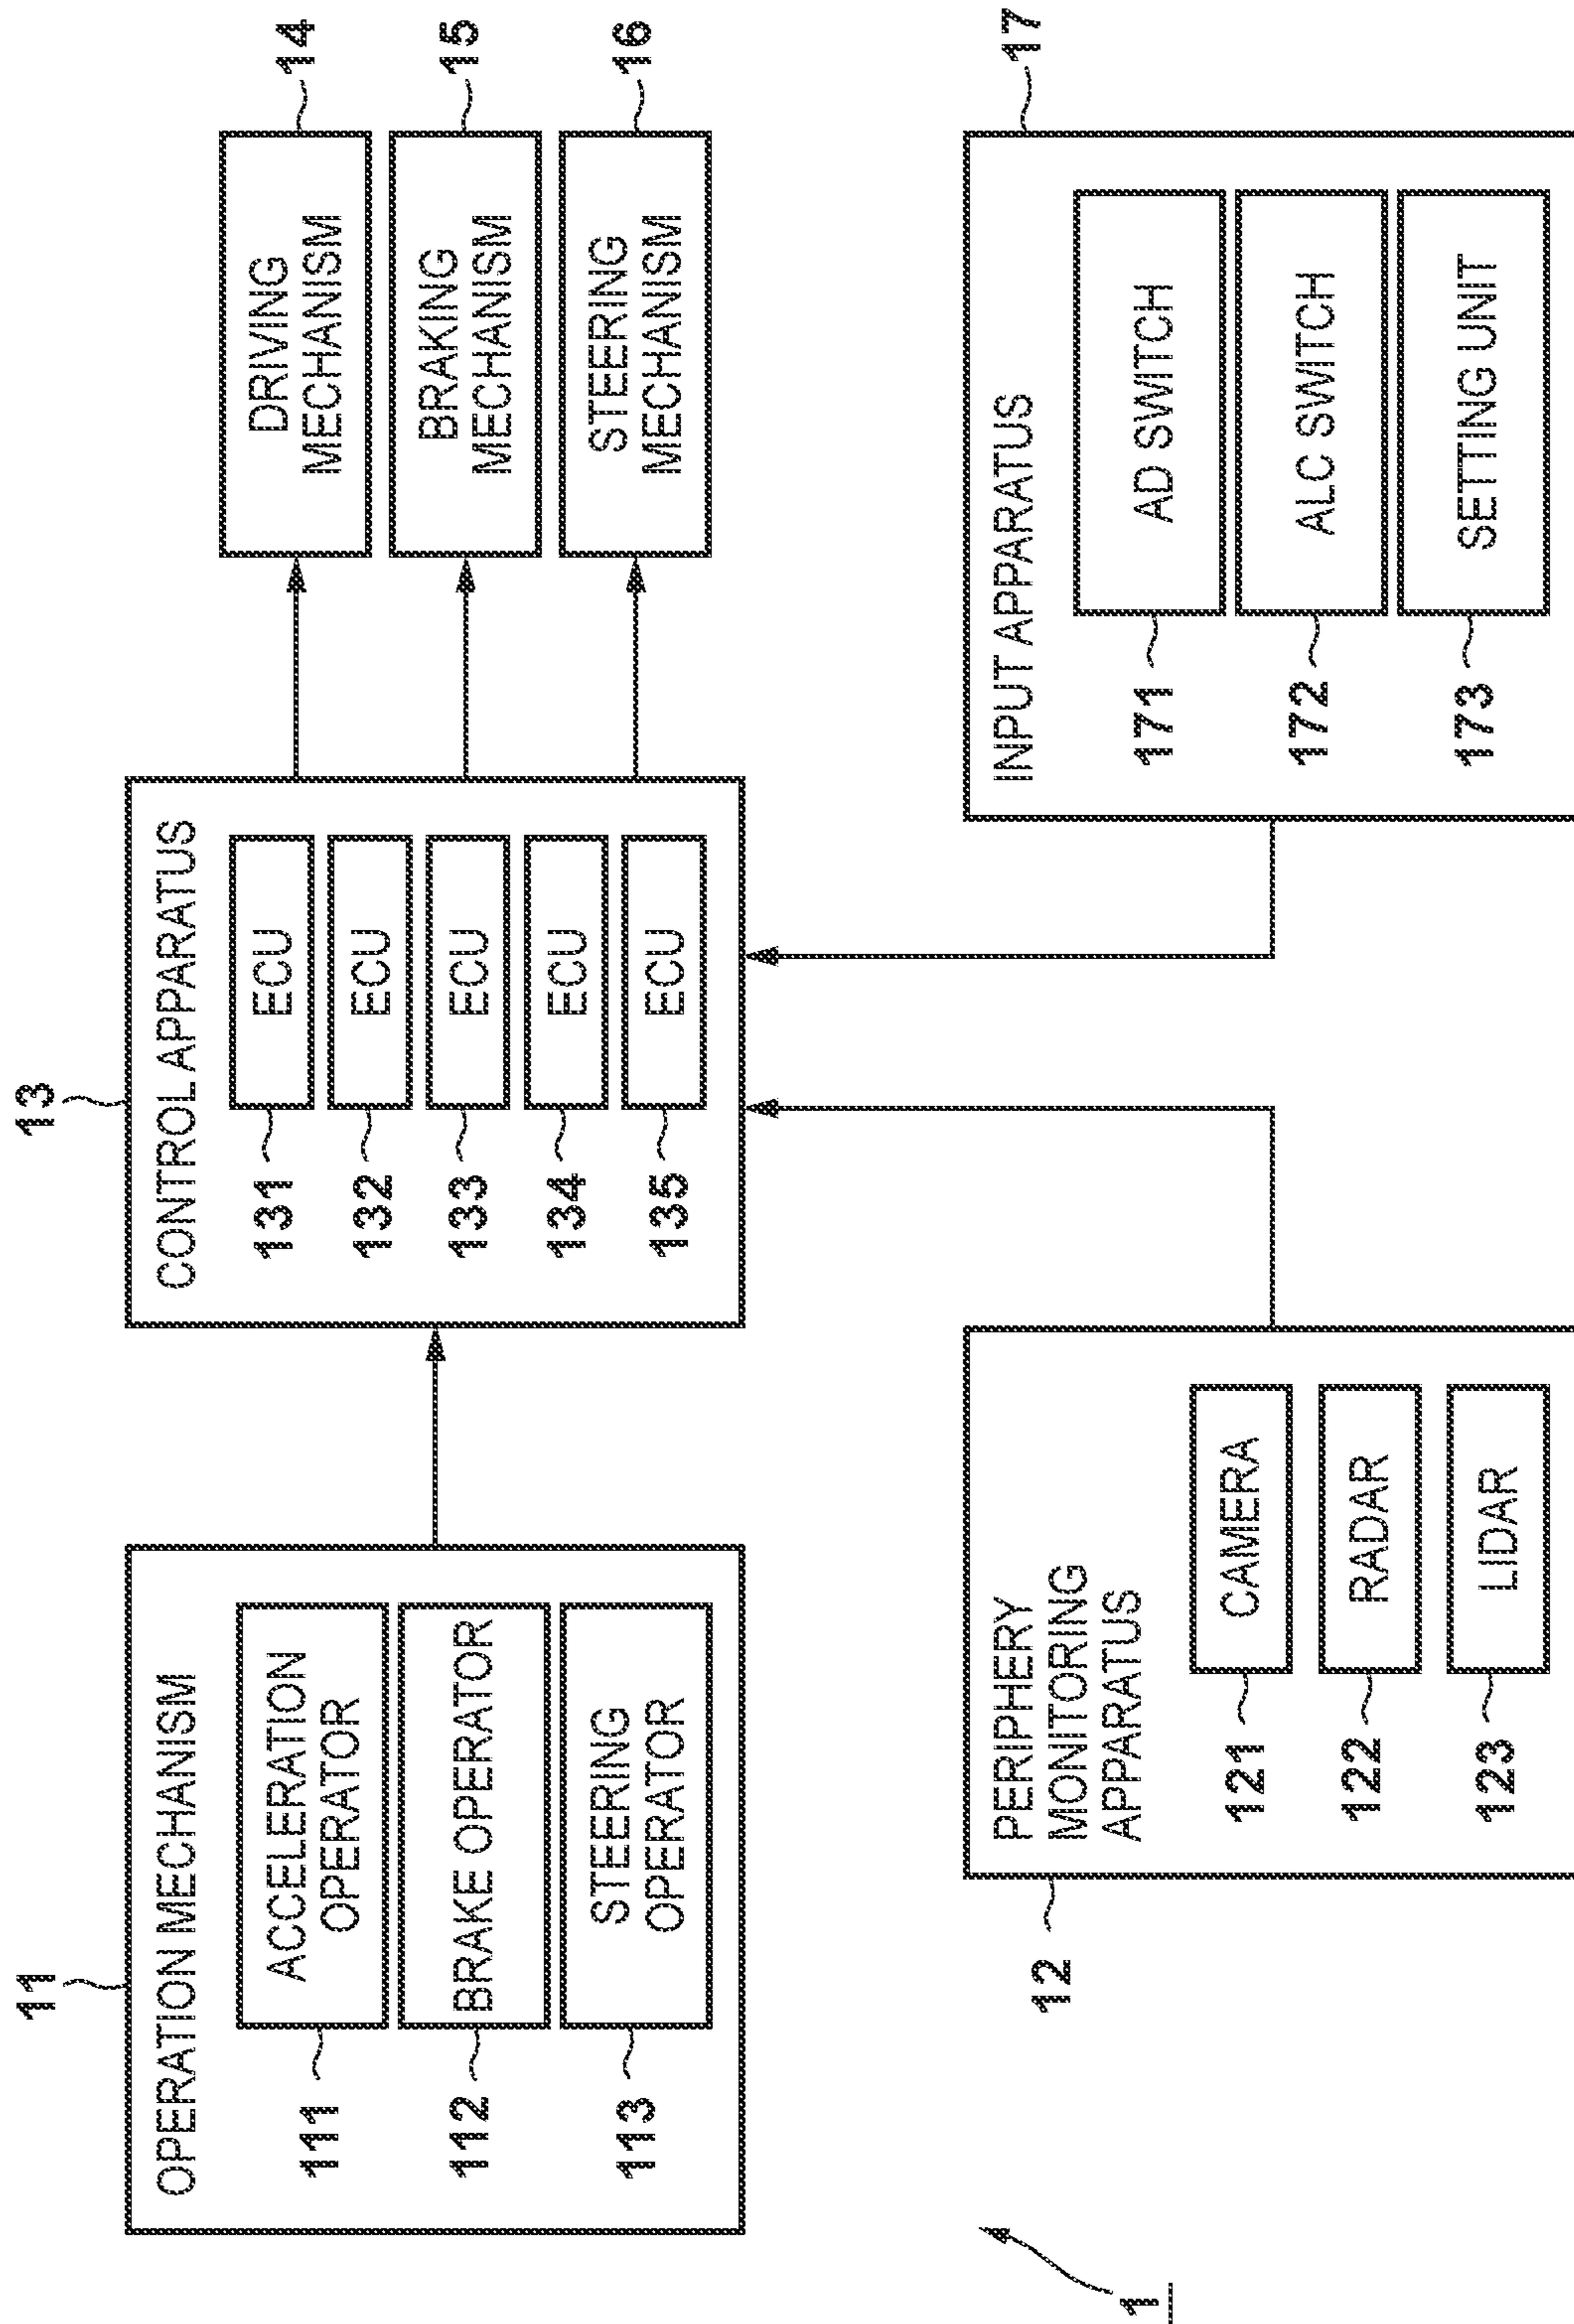 1
11
OPERATION MECHANISM
111
ACCELERATION
OPERATOR
112
BRAKE OPERATOR
113
STEERING
OPERATOR
13
CONTROL APPARATUS
131
ECU
132
ECU
133
ECU
134
ECU
135
ECU
DRIVING
MECHANISM
14
BRAKING
MECHANISM
15
STEERING
MECHANISM
16
12
PERIPHERY
MONITORING
APPARATUS
121
CAMERA
122
RADAR
123
LIDAR
17
INPUT APPARATUS
171
AD SWITCH
172
ALC SWITCH
173
SETTING UNIT